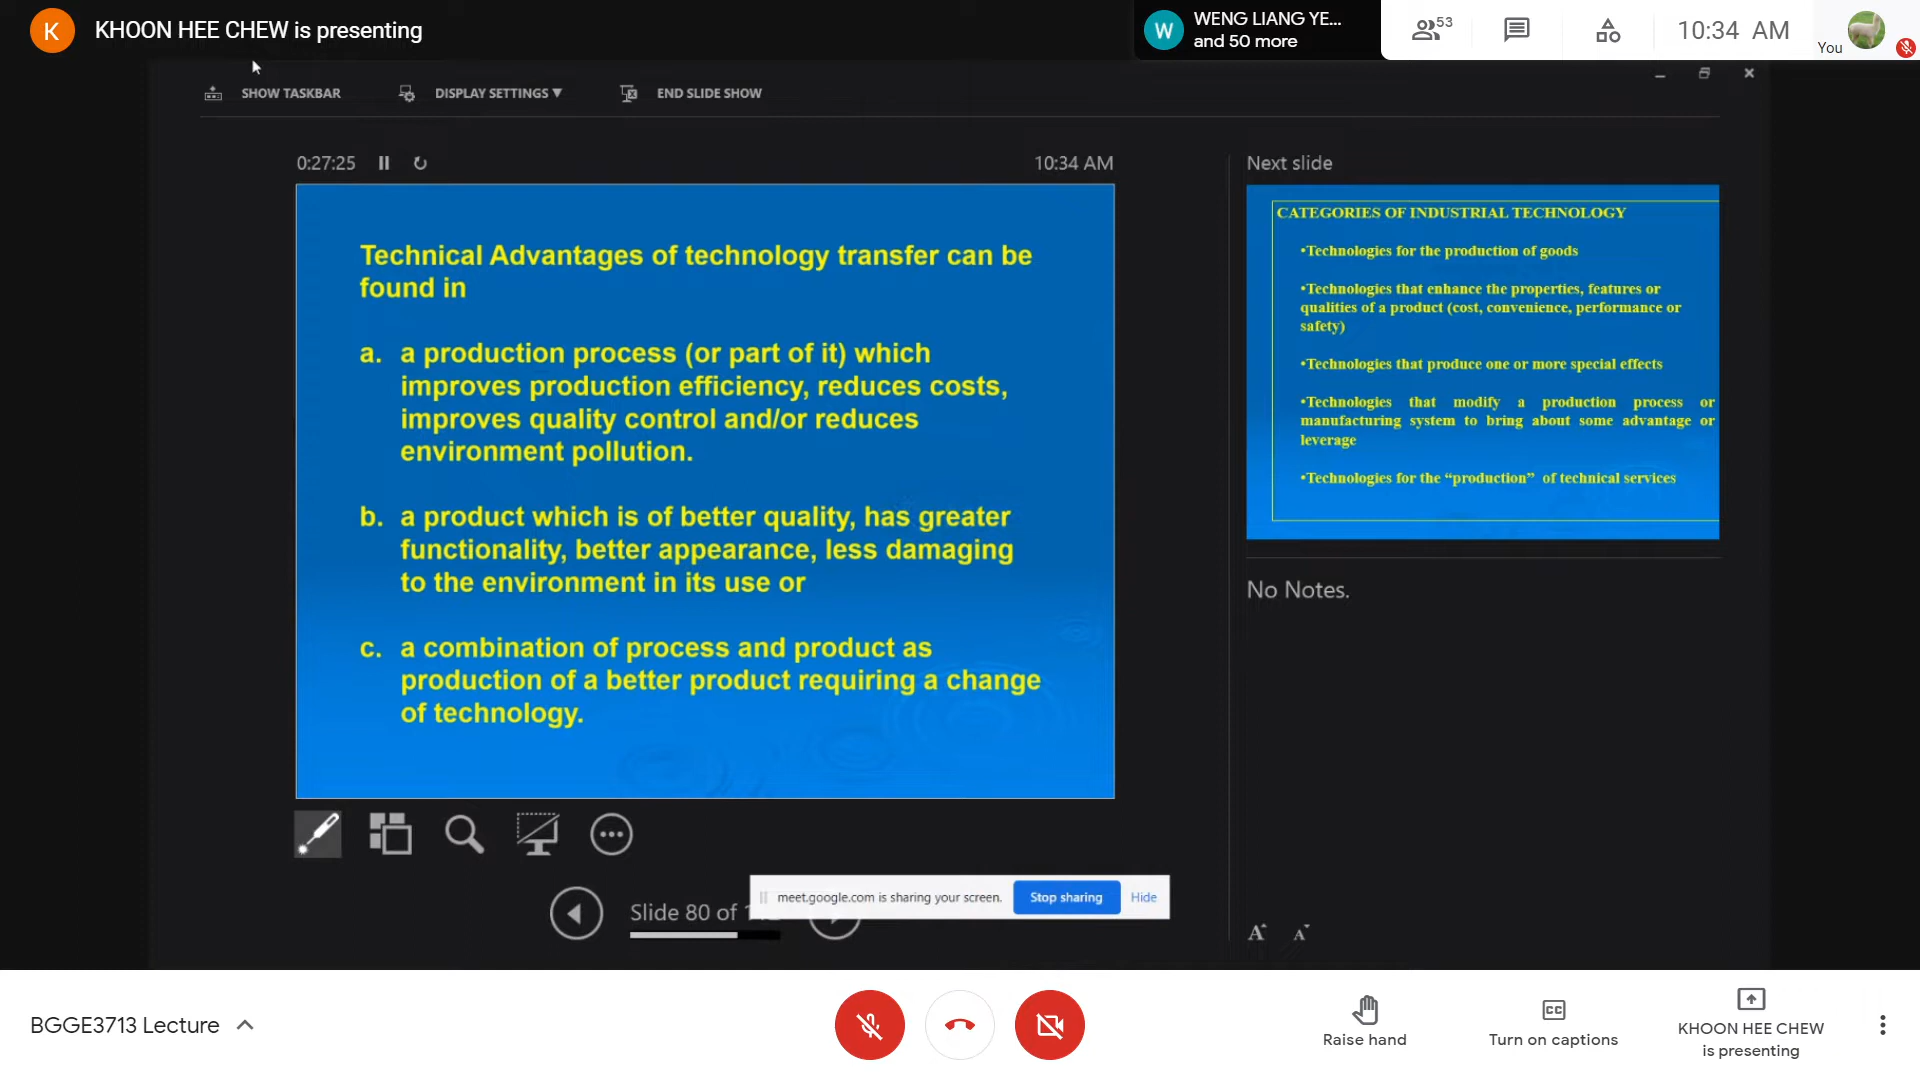 K
KHOON HEE CHEW is presenting
W
WENG LIANG YE...
and 50 more
53
10:34 AM
You
SHOW TASKBAR
DISPLAY SETTINGS ▼
END SLIDE SHOW
0:27:25
10:34 AM
Next slide
Technical Advantages of technology transfer can be
found in
a. a production process (or part of it) which
improves production efficiency, reduces costs,
improves quality control and/or reduces
environment pollution.
b. a product which is of better quality, has greater
functionality, better appearance, less damaging
to the environment in its use or
c. a combination of process and product as
production of a better product requiring a change
of technology.
CATEGORIES OF INDUSTRIAL TECHNOLOGY
•Technologies for the production of goods
•Technologies that enhance the properties, features or
qualities of a product (cost, convenience, performance or
safety)
•Technologies that produce one or more special effects
•Technologies that modify a production process or
manufacturing system to bring about some advantage or
leverage
•Technologies for the “production” of technical services
No Notes.
Slide 80 of
meet.google.com is sharing your screen.
Stop sharing
Hide
A A
BGGE3713 Lecture
Raise hand
CC
Turn on captions
KHOON HEE CHEW
is presenting